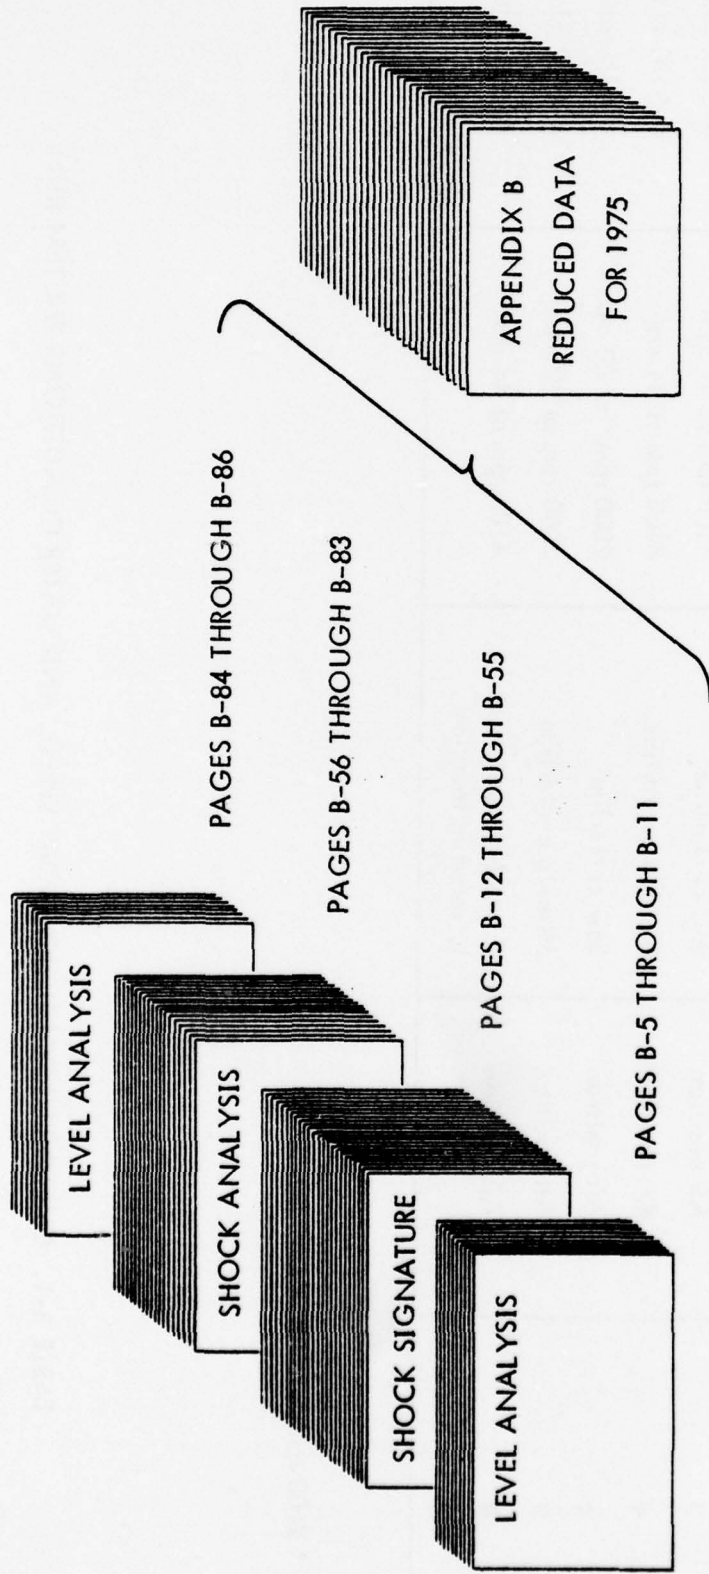 LEVEL ANALYSIS
PAGES B-84 THROUGH B-86
SHOCK ANALYSIS
PAGES B-56 THROUGH B-83
SHOCK SIGNATURE
PAGES B-12 THROUGH B-55
LEVEL ANALYSIS
PAGES B-5 THROUGH B-11
APPENDIX B
REDUCED DATA
FOR 1975